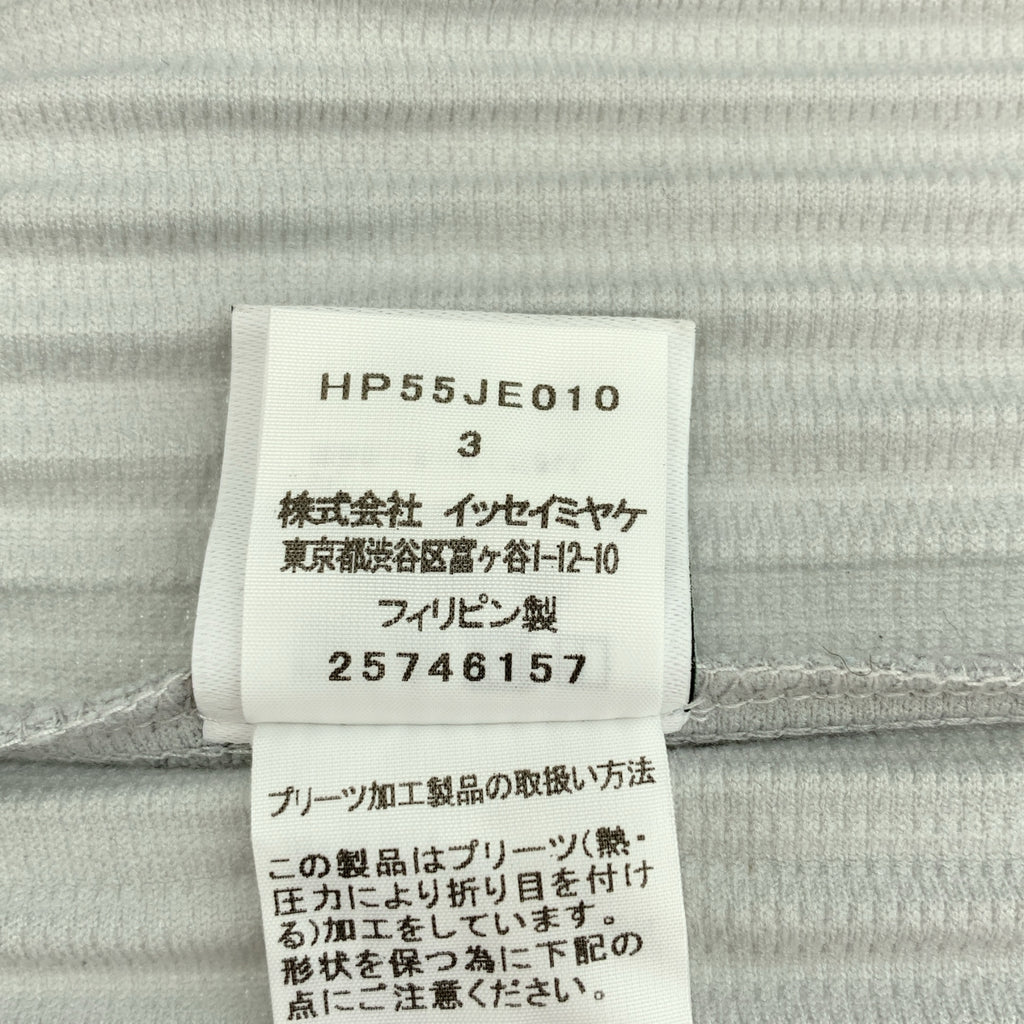 HP55JE010
3
株式会社 イッセイミヤケ
東京都渋谷区富ヶ谷1-12-10
フィリピン製
25746157
プリーツ加工製品の取扱い方法
この製品はプリーツ(熱・
圧力により折り目を付け
る)加工をしています。
形状を保つ為に下記の
点にご注意ください。